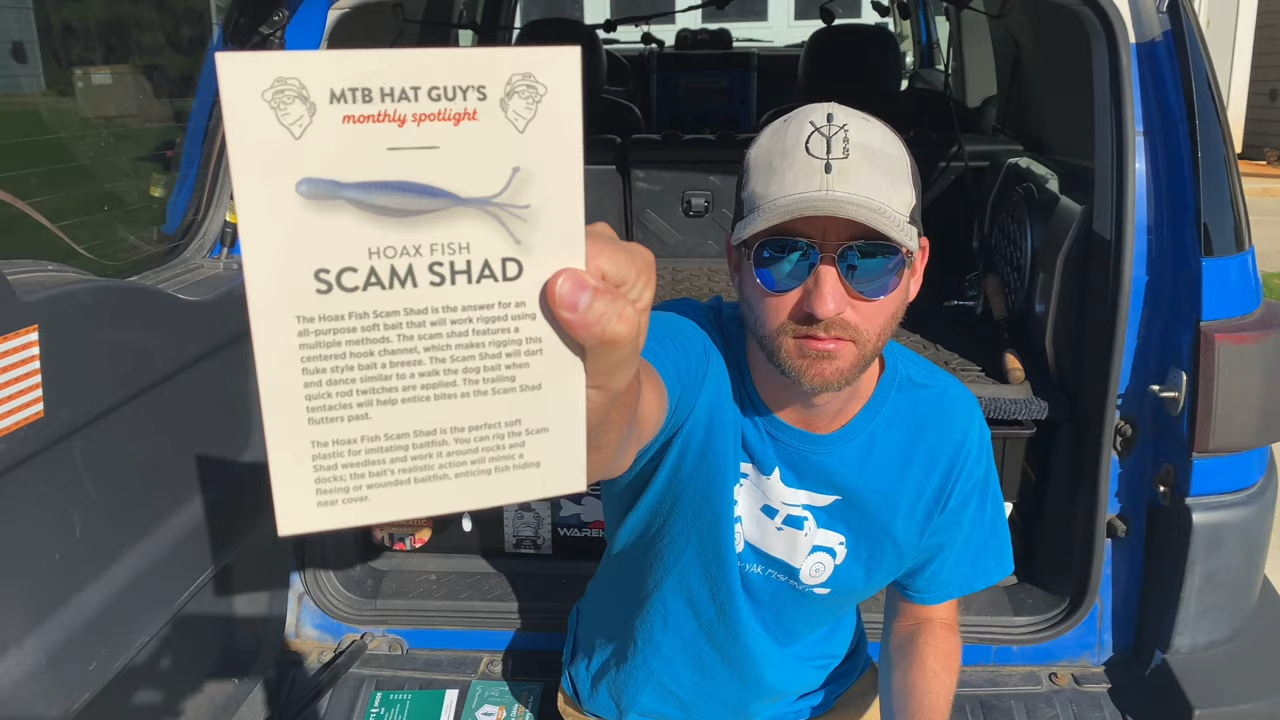 MTB HAT GUY'S
monthly spotlight
HOAX FISH
SCAM SHAD
The Hoax Fish Scam Shad is the answer for an
all-purpose soft bait that will work rigged using
multiple methods. The scam shad features a
centered hook channel, which makes rigging this
fluke style bait a breeze. The Scam Shad will dart
and dance similar to a walk the dog bait when
quick rod twitches are applied. The trailing
tentacles will help entice bites as the Scam Shad
flutters past.
The Hoax Fish Scam Shad is the perfect soft
plastic for imitating baitfish. You can rig the Scam
Shad weedless and work it around rocks and
docks; the bait's realistic action will mimic a
fleeing or wounded baitfish, enticing fish hiding
near cover.
YAK FISHING